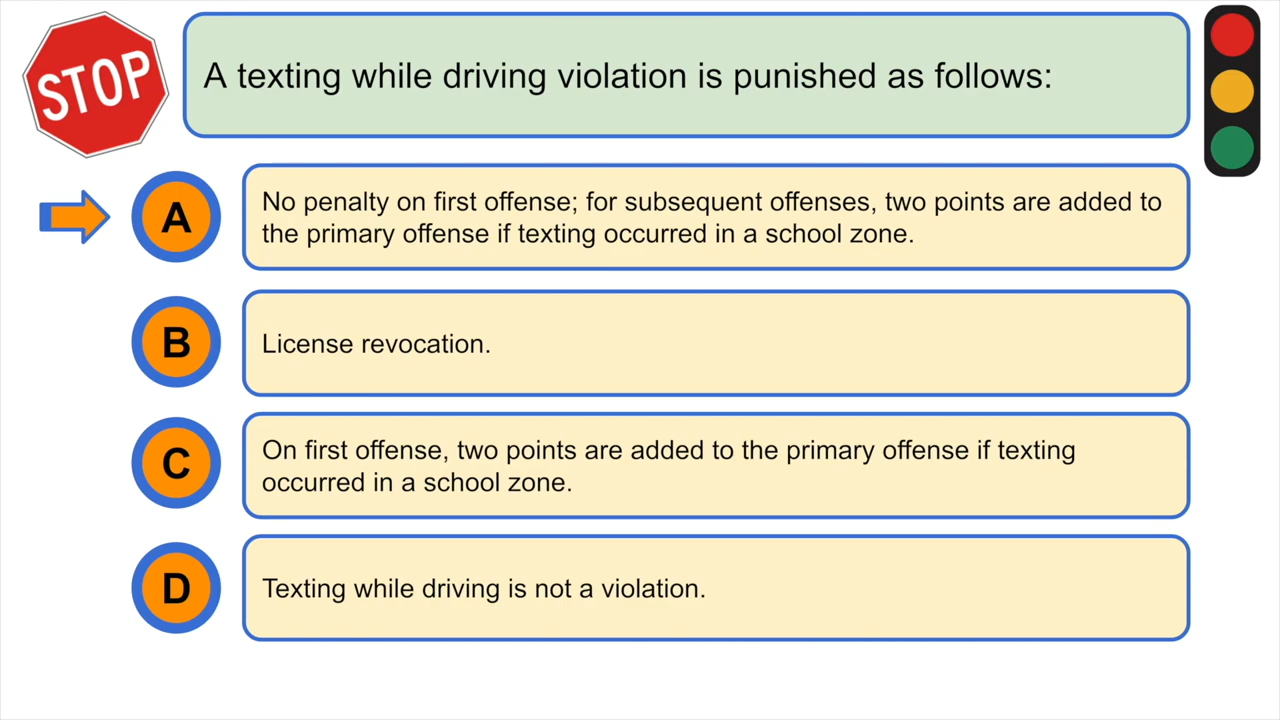 STOP
A texting while driving violation is punished as follows:
A
No penalty on first offense; for subsequent offenses, two points are added to
the primary offense if texting occurred in a school zone.
B
License revocation.
C
On first offense, two points are added to the primary offense if texting
occurred in a school zone.
D
Texting while driving is not a violation.